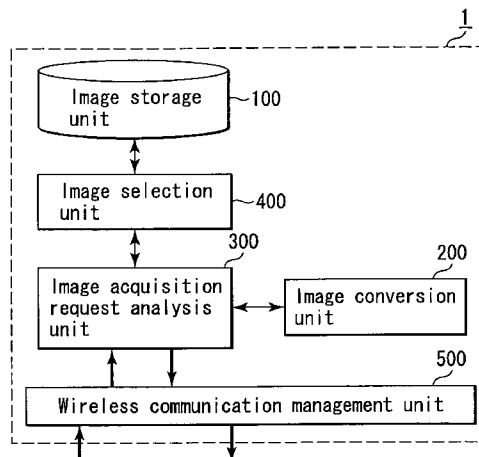 1
Image storage
unit
100
Image selection
unit
400
300
Image acquisition
request analysis
unit
200
Image conversion
unit
500
Wireless communication management unit